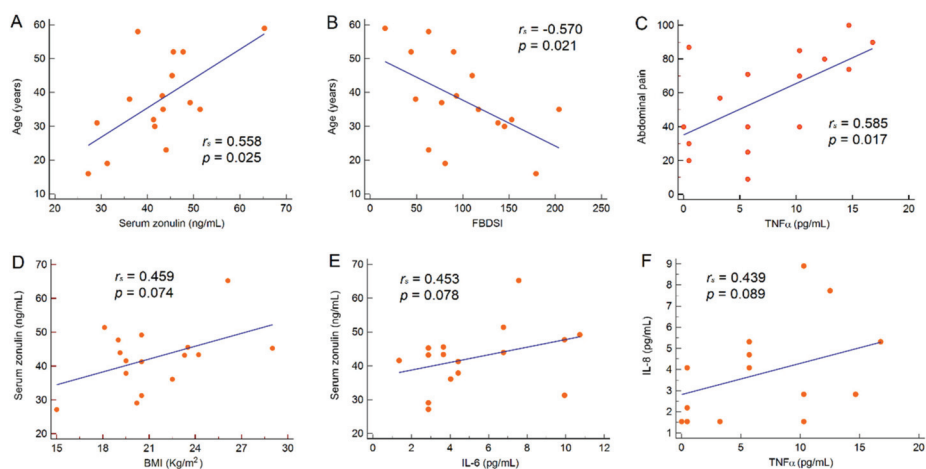 A
60
50
40
30
20
10
Age (years)
rs = 0.558
p = 0.025
20 30 40 50 60 70
Serum zonulin (ng/mL)
B
60
50
40
30
20
10
Age (years)
rs = -0.570
p = 0.021
0 50 100 150 200 250
FBDSI
C
100
80
60
40
20
0
Abdominal pain
rs = 0.585
p = 0.017
0 5 10 15 20
TNFα (pg/mL)
D
70
60
50
40
30
20
Serum zonulin (ng/mL)
rs = 0.459
p = 0.074
15 18 21 24 27 30
BMI (Kg/m²)
E
70
60
50
40
30
20
Serum zonulin (ng/mL)
rs = 0.453
p = 0.078
0 2 4 6 8 10 12
IL-6 (pg/mL)
F
9
8
7
6
5
4
3
2
1
IL-8 (pg/mL)
rs = 0.439
p = 0.089
0 5 10 15 20
TNFα (pg/mL)